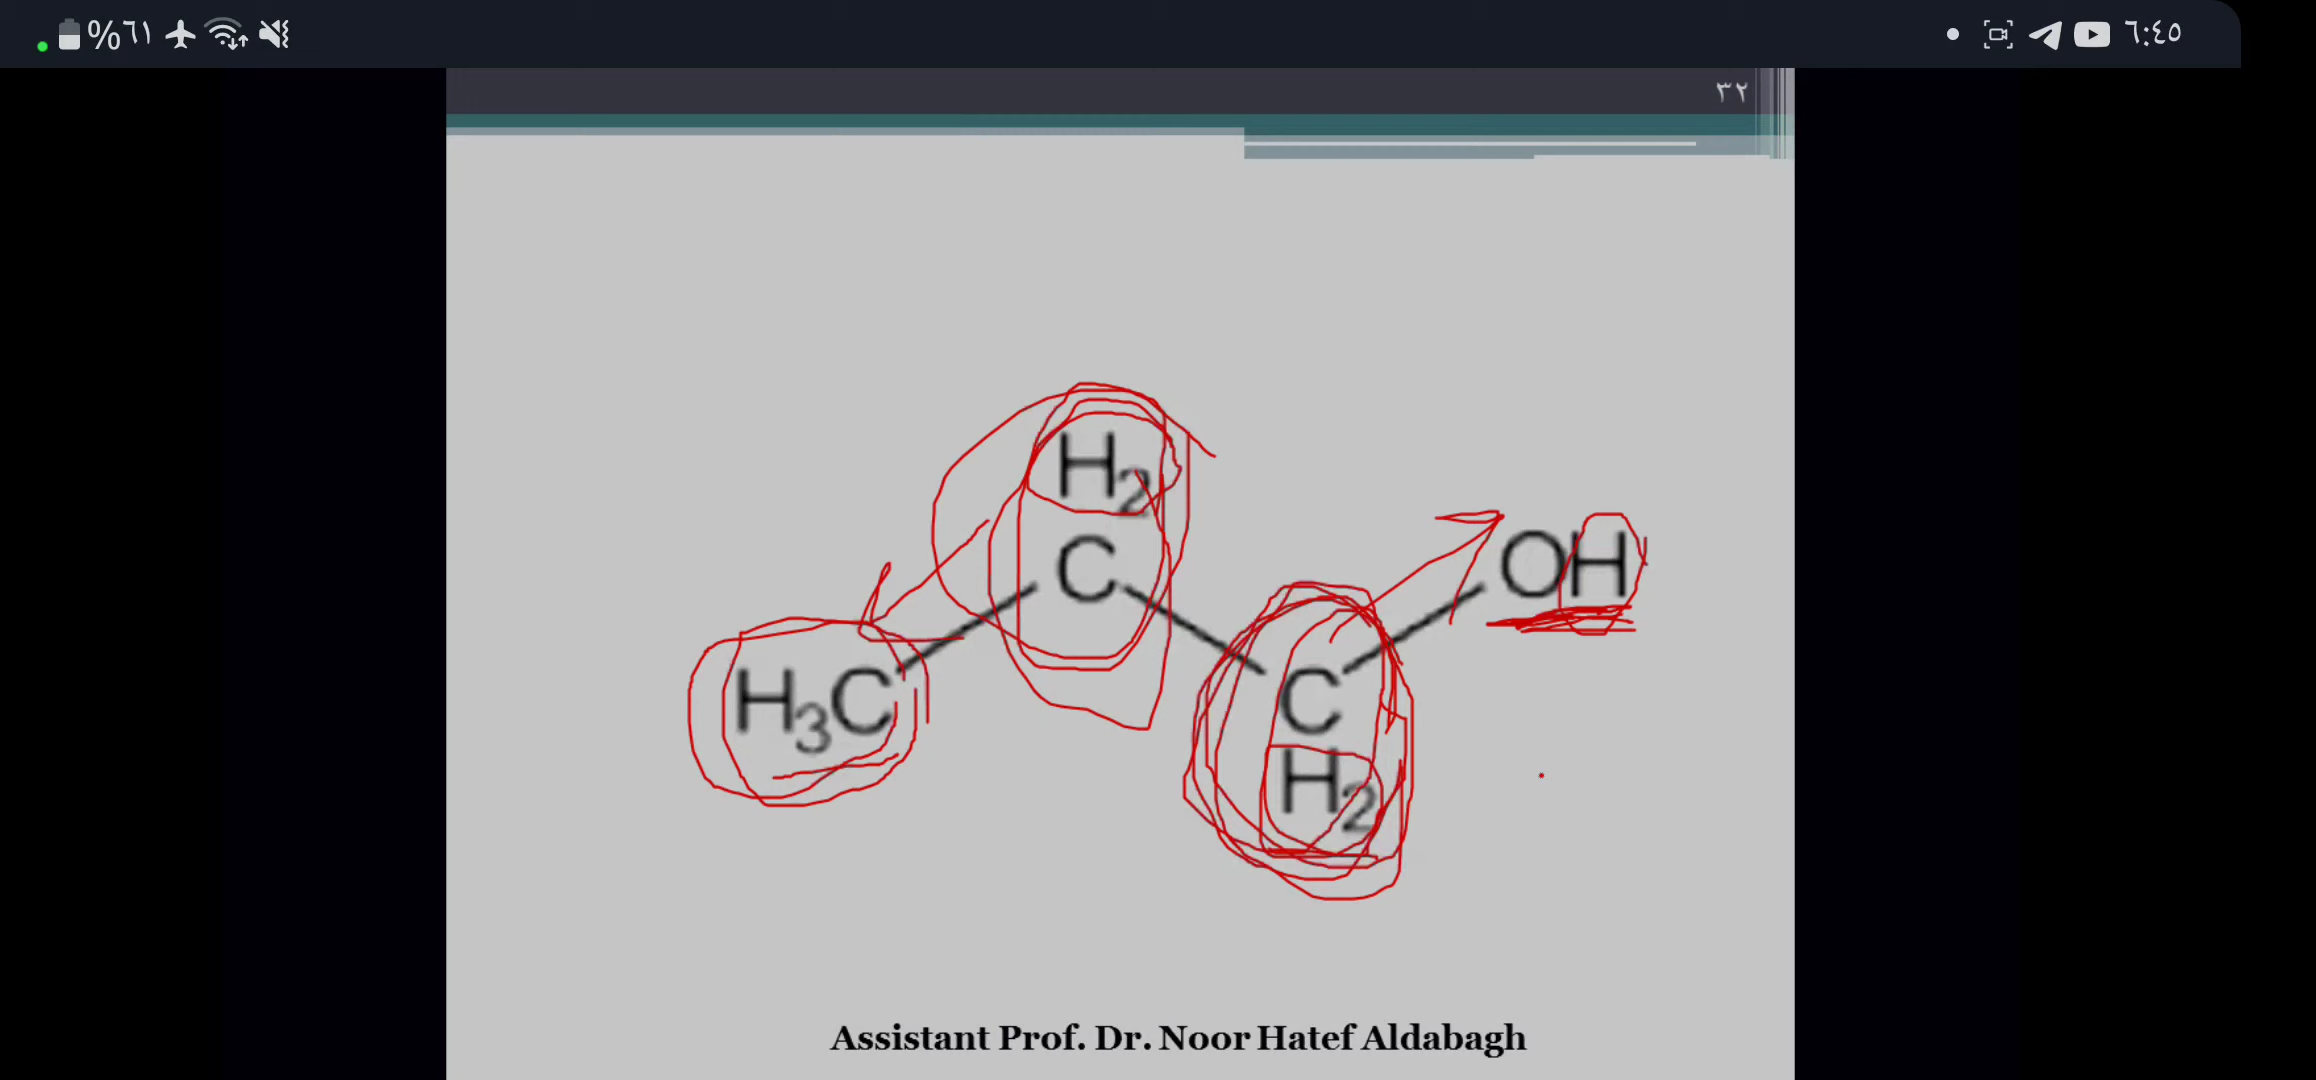 %٦١ ٦:٤٥
٣٢
H2
C
OH
H3C
C
H2
Assistant Prof. Dr. Noor Hatef Aldabagh